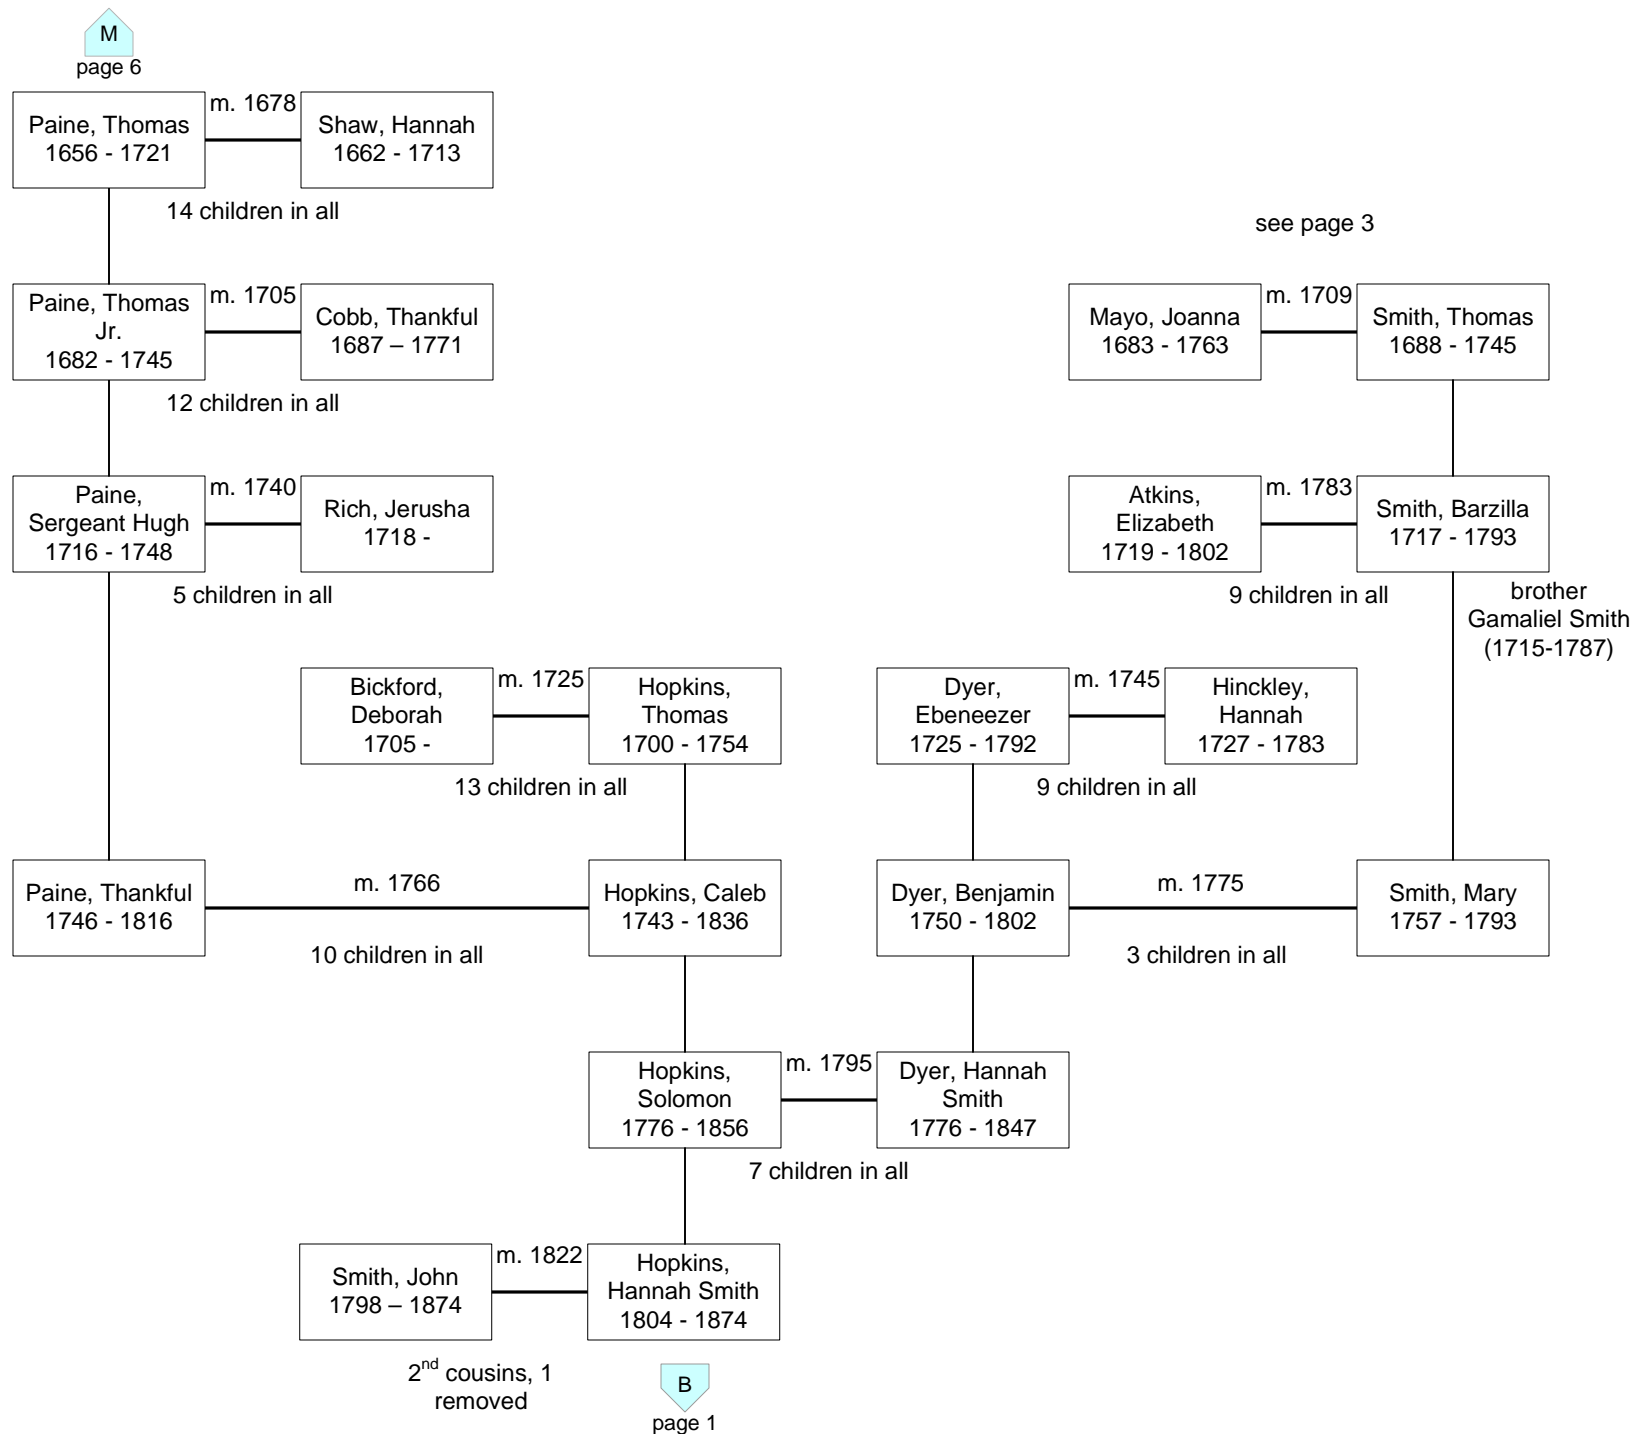 M
page 6
Paine, Thomas
1656 - 1721
m. 1678
Shaw, Hannah
1662 - 1713
14 children in all
see page 3
Paine, Thomas
Jr.
1682 - 1745
m. 1705
Cobb, Thankful
1687 – 1771
12 children in all
Mayo, Joanna
1683 - 1763
m. 1709
Smith, Thomas
1688 - 1745
Paine,
Sergeant Hugh
1716 - 1748
m. 1740
Rich, Jerusha
1718 -
5 children in all
Atkins,
Elizabeth
1719 - 1802
m. 1783
Smith, Barzilla
1717 - 1793
9 children in all
brother
Gamaliel Smith
(1715-1787)
Bickford,
Deborah
1705 -
m. 1725
Hopkins,
Thomas
1700 - 1754
13 children in all
Dyer,
Ebeneezer
1725 - 1792
m. 1745
Hinckley,
Hannah
1727 - 1783
9 children in all
Paine, Thankful
1746 - 1816
m. 1766
Hopkins, Caleb
1743 - 1836
10 children in all
Dyer, Benjamin
1750 - 1802
m. 1775
Smith, Mary
1757 - 1793
3 children in all
Hopkins,
Solomon
1776 - 1856
m. 1795
Dyer, Hannah
Smith
1776 - 1847
7 children in all
Smith, John
1798 – 1874
m. 1822
Hopkins,
Hannah Smith
1804 - 1874
2nd cousins, 1
removed
B
page 1